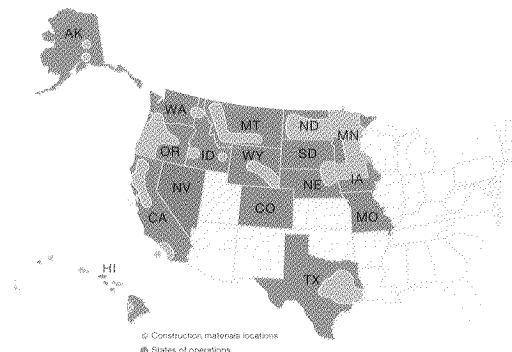 AK
WA
MT
ND
MN
OR
ID
WY
SD
IA
NE
NV
CO
CA
MO
HI
TX
Construction materials locations
States of operations